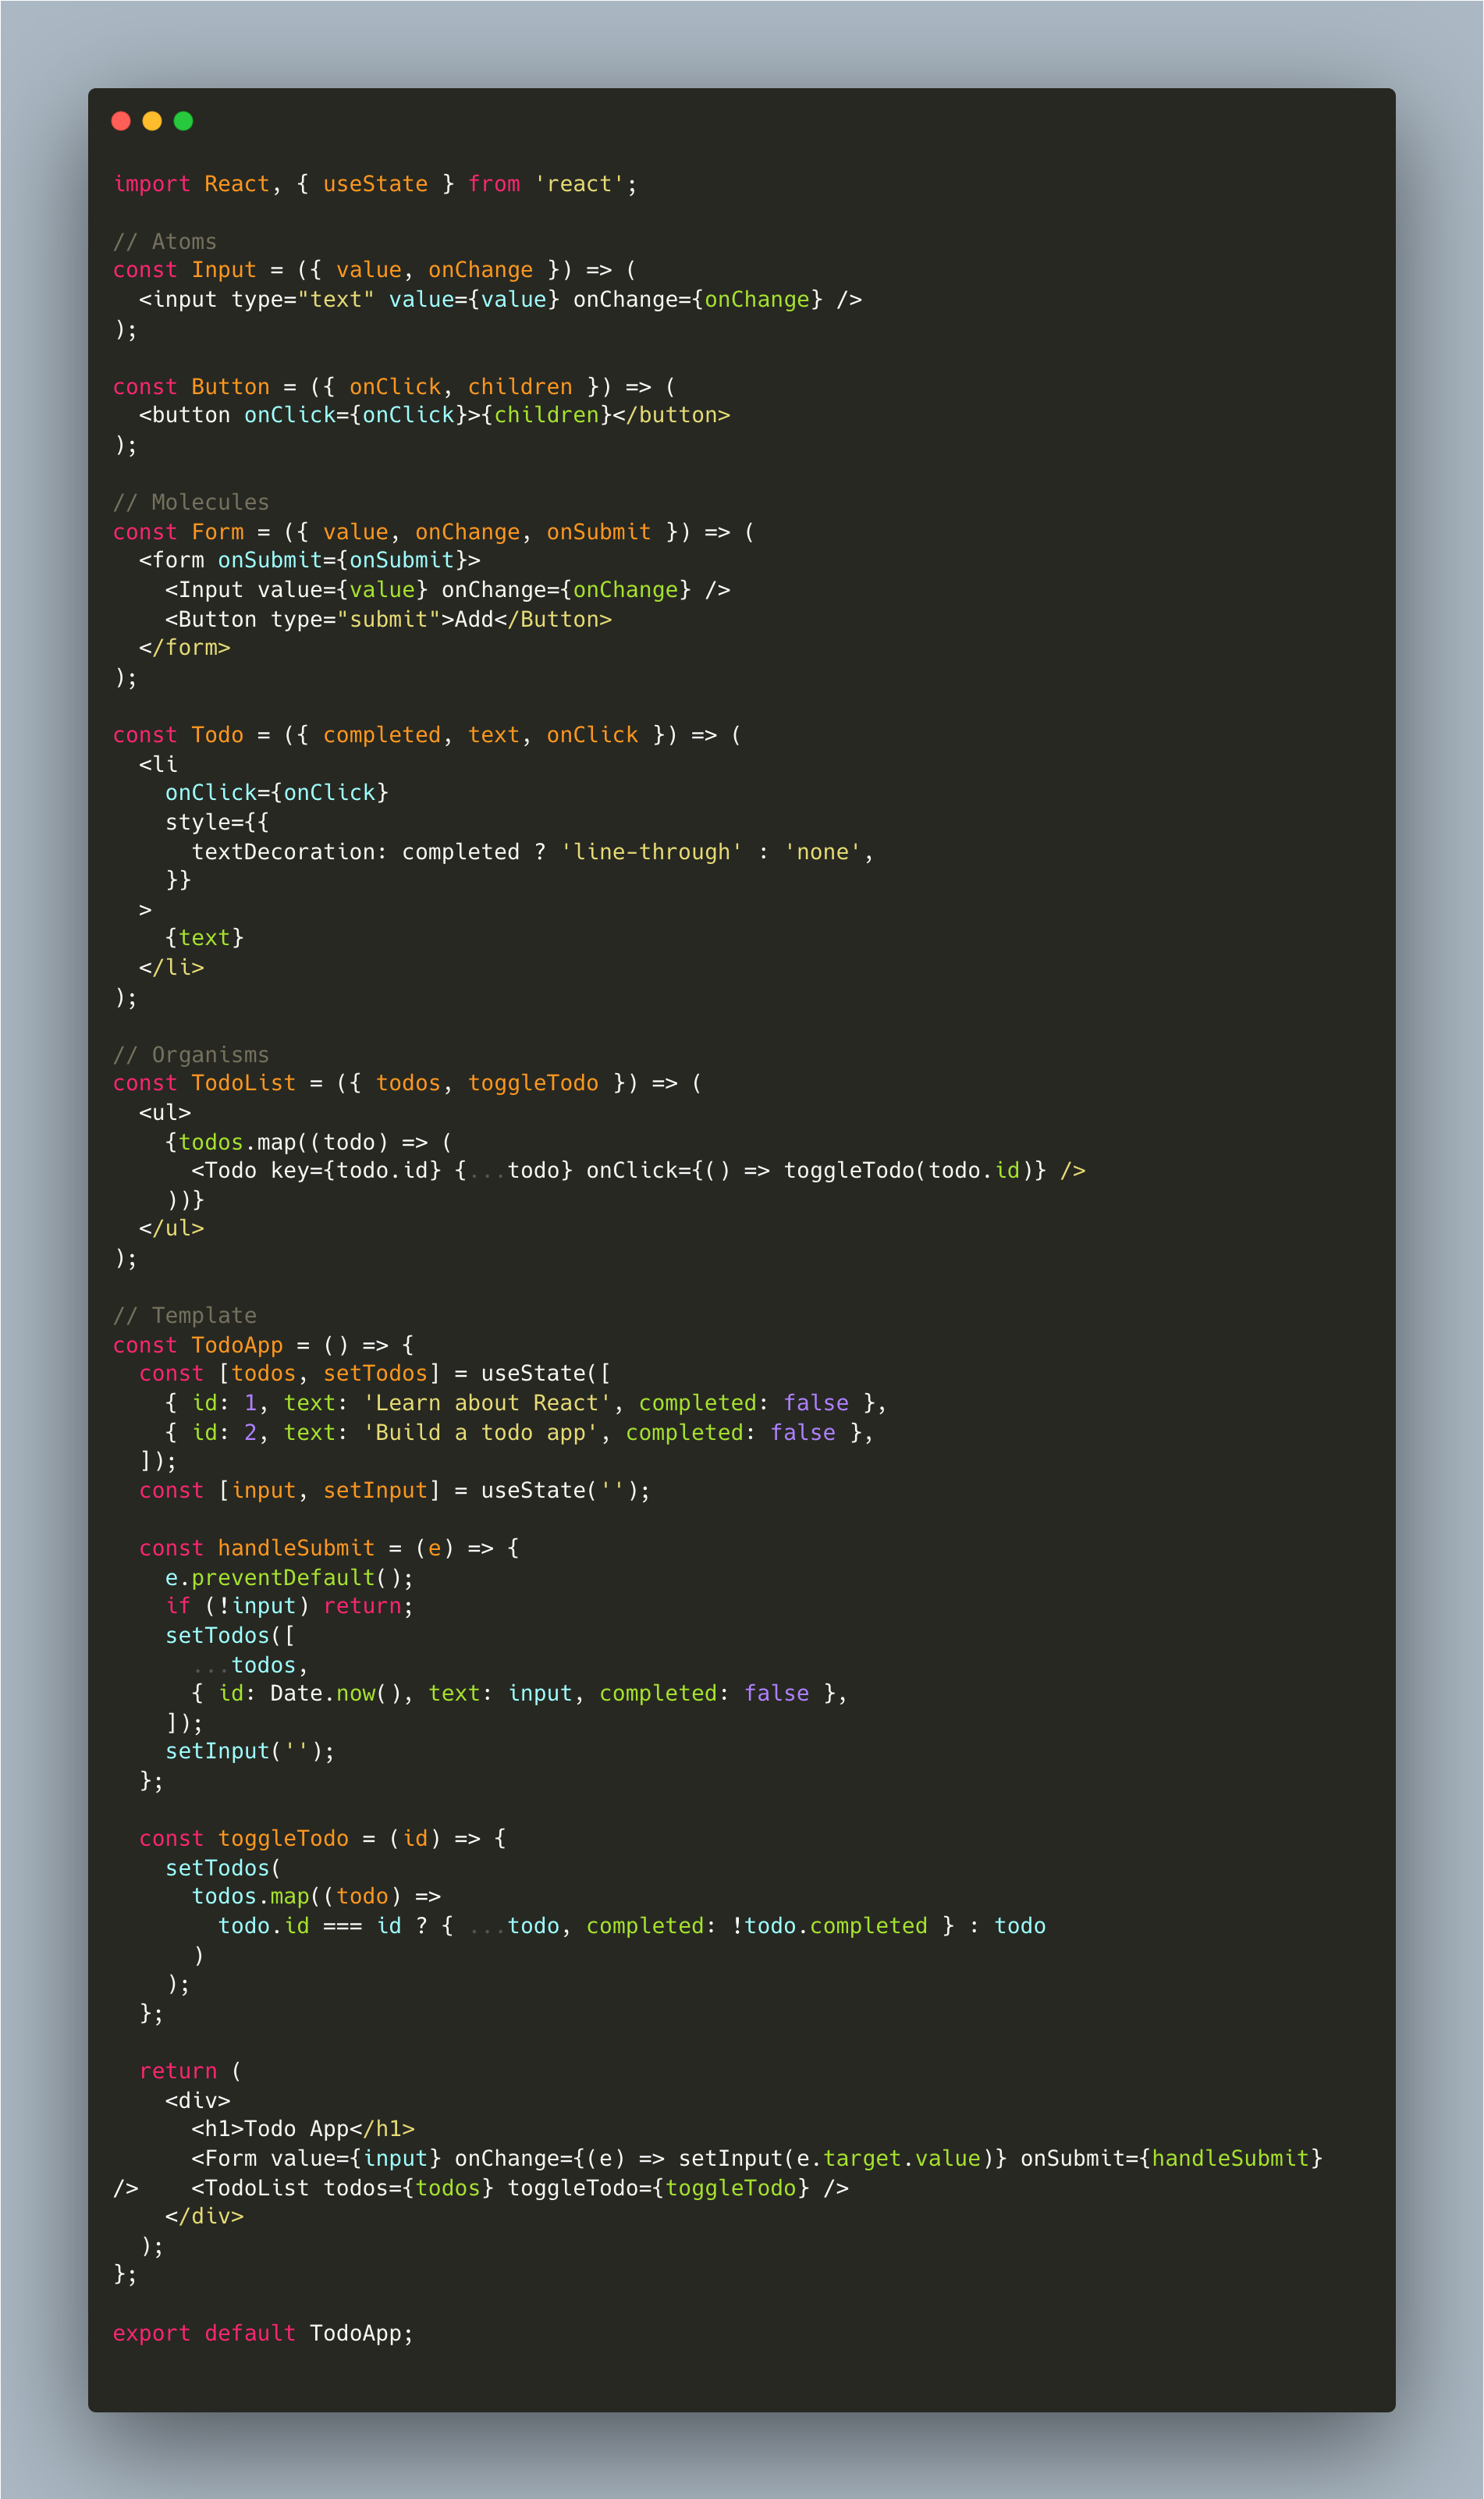 import React, { useState } from 'react';

// Atoms
const Input = ({ value, onChange }) => (
  <input type="text" value={value} onChange={onChange} />
);

const Button = ({ onClick, children }) => (
  <button onClick={onClick}>{children}</button>
);

// Molecules
const Form = ({ value, onChange, onSubmit }) => (
  <form onSubmit={onSubmit}>
    <Input value={value} onChange={onChange} />
    <Button type="submit">Add</Button>
  </form>
);

const Todo = ({ completed, text, onClick }) => (
  <li
    onClick={onClick}
    style={{
      textDecoration: completed ? 'line-through' : 'none',
    }}
  >
    {text}
  </li>
);

// Organisms
const TodoList = ({ todos, toggleTodo }) => (
  <ul>
    {todos.map((todo) => (
      <Todo key={todo.id} {...todo} onClick={() => toggleTodo(todo.id)} />
    ))}
  </ul>
);

// Template
const TodoApp = () => {
  const [todos, setTodos] = useState([
    { id: 1, text: 'Learn about React', completed: false },
    { id: 2, text: 'Build a todo app', completed: false },
  ]);
  const [input, setInput] = useState('');

  const handleSubmit = (e) => {
    e.preventDefault();
    if (!input) return;
    setTodos([
      ...todos,
      { id: Date.now(), text: input, completed: false },
    ]);
    setInput('');
  };

  const toggleTodo = (id) => {
    setTodos(
      todos.map((todo) =>
        todo.id === id ? { ...todo, completed: !todo.completed } : todo
      )
    );
  };

  return (
    <div>
      <h1>Todo App</h1>
      <Form value={input} onChange={(e) => setInput(e.target.value)} onSubmit={handleSubmit}
/>    <TodoList todos={todos} toggleTodo={toggleTodo} />
    </div>
  );
};

export default TodoApp;